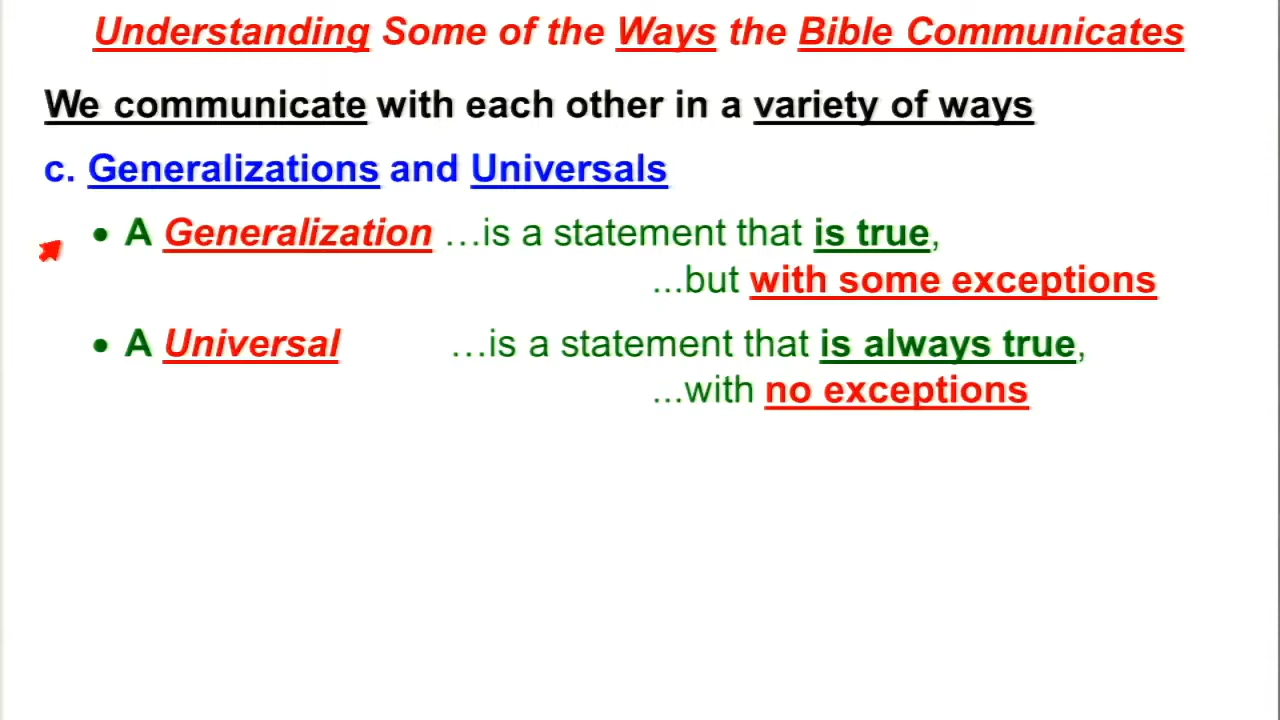 Understanding Some of the Ways the Bible Communicates
We communicate with each other in a variety of ways
c. Generalizations and Universals
• A Generalization …is a statement that is true,
...but with some exceptions
• A Universal …is a statement that is always true,
...with no exceptions